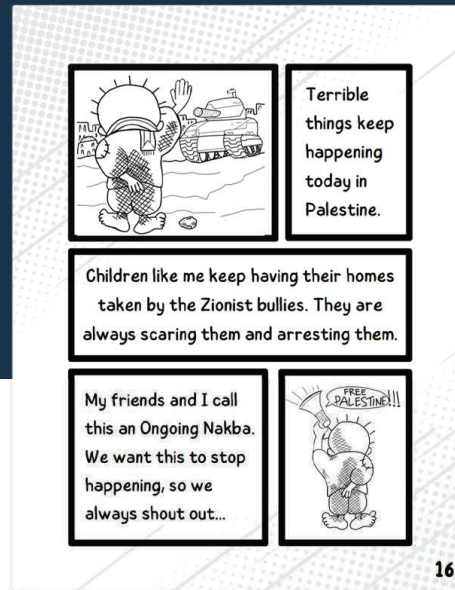 Terrible
things keep
happening
today in
Palestine.
Children like me keep having their homes
taken by the Zionist bullies. They are
always scaring them and arresting them.
My friends and I call
this an Ongoing Nakba.
We want this to stop
happening, so we
always shout out...
FREE
PALESTINE!!!
16